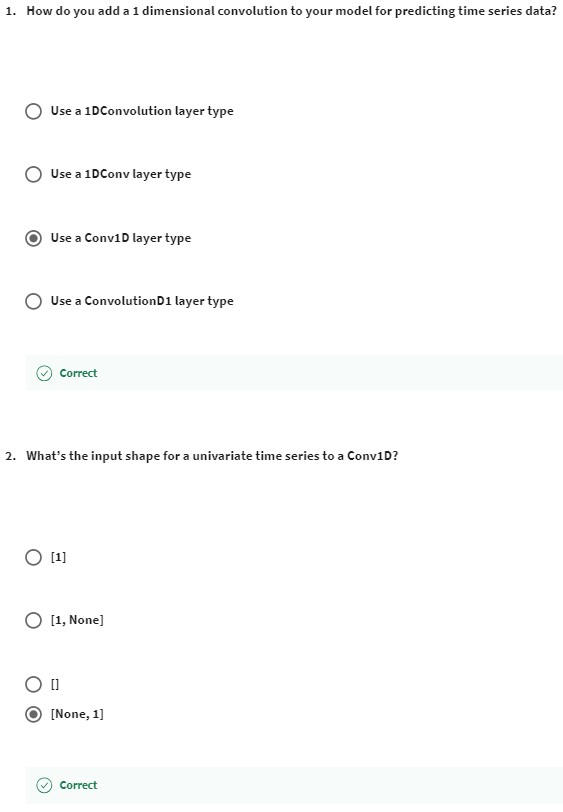 1. How do you add a 1 dimensional convolution to your model for predicting time series data?
Use a 1DConvolution layer type
Use a 1DConv layer type
Use a Conv1D layer type
Use a ConvolutionD1 layer type
Correct
2. What’s the input shape for a univariate time series to a Conv1D?
[1]
[1, None]
[]
[None, 1]
Correct